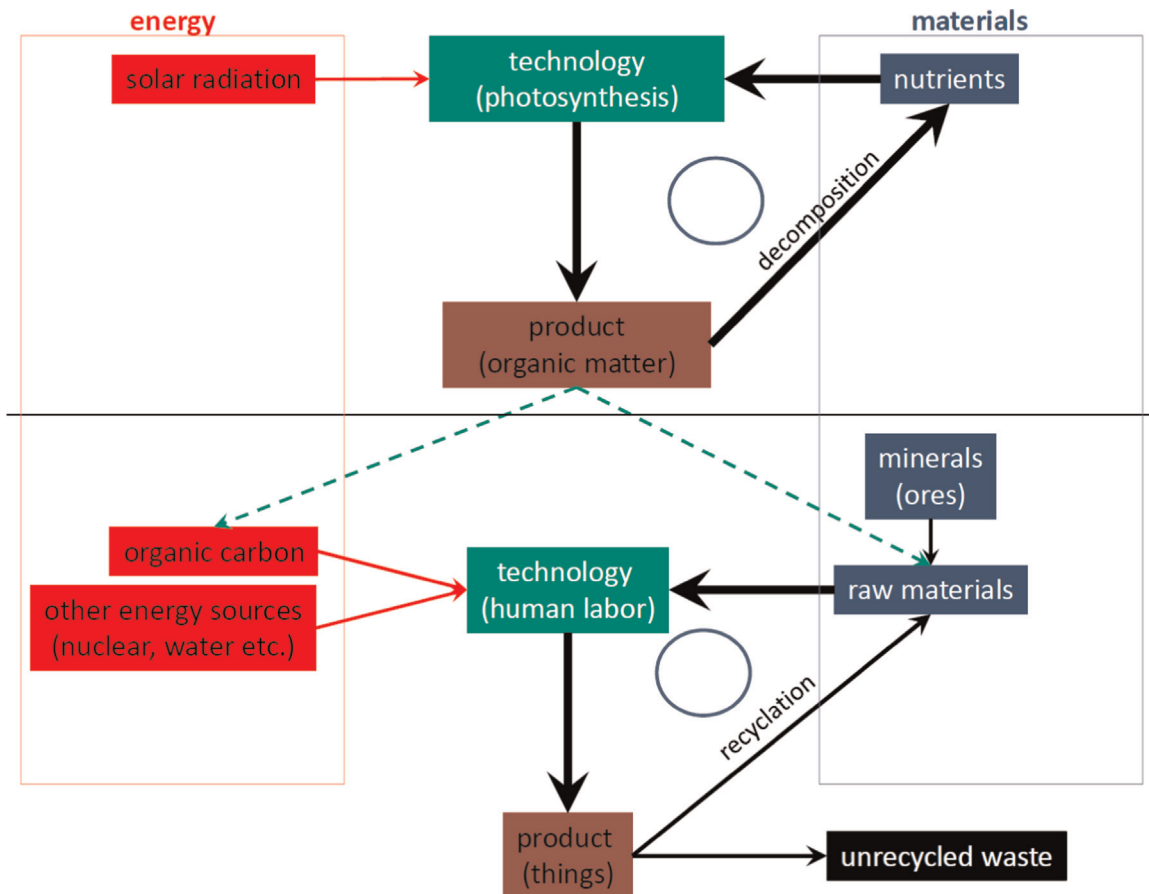 energy
materials
solar radiation
technology
(photosynthesis)
nutrients
decomposition
product
(organic matter)
minerals
(ores)
organic carbon
technology
(human labor)
raw materials
other energy sources
(nuclear, water etc.)
recyclation
product
(things)
unrecycled waste